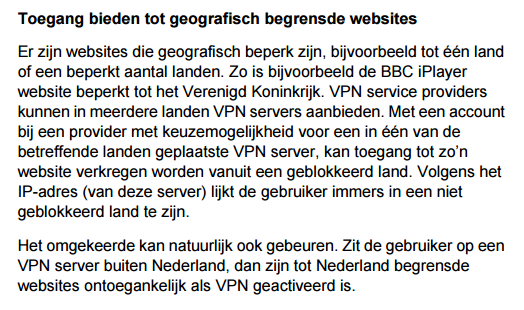 Toegang bieden tot geografisch begrensde websites
Er zijn websites die geografisch beperk zijn, bijvoorbeeld tot één land
of een beperkt aantal landen. Zo is bijvoorbeeld de BBC iPlayer
website beperkt tot het Verenigd Koninkrijk. VPN service providers
kunnen in meerdere landen VPN servers aanbieden. Met een account
bij een provider met keuzemogelijkheid voor een in één van de
betreffende landen geplaatste VPN server, kan toegang tot zo’n
website verkregen worden vanuit een geblokkeerd land. Volgens het
IP-adres (van deze server) lijkt de gebruiker immers in een niet
geblokkeerd land te zijn.
Het omgekeerde kan natuurlijk ook gebeuren. Zit de gebruiker op een
VPN server buiten Nederland, dan zijn tot Nederland begrensde
websites ontoegankelijk als VPN geactiveerd is.